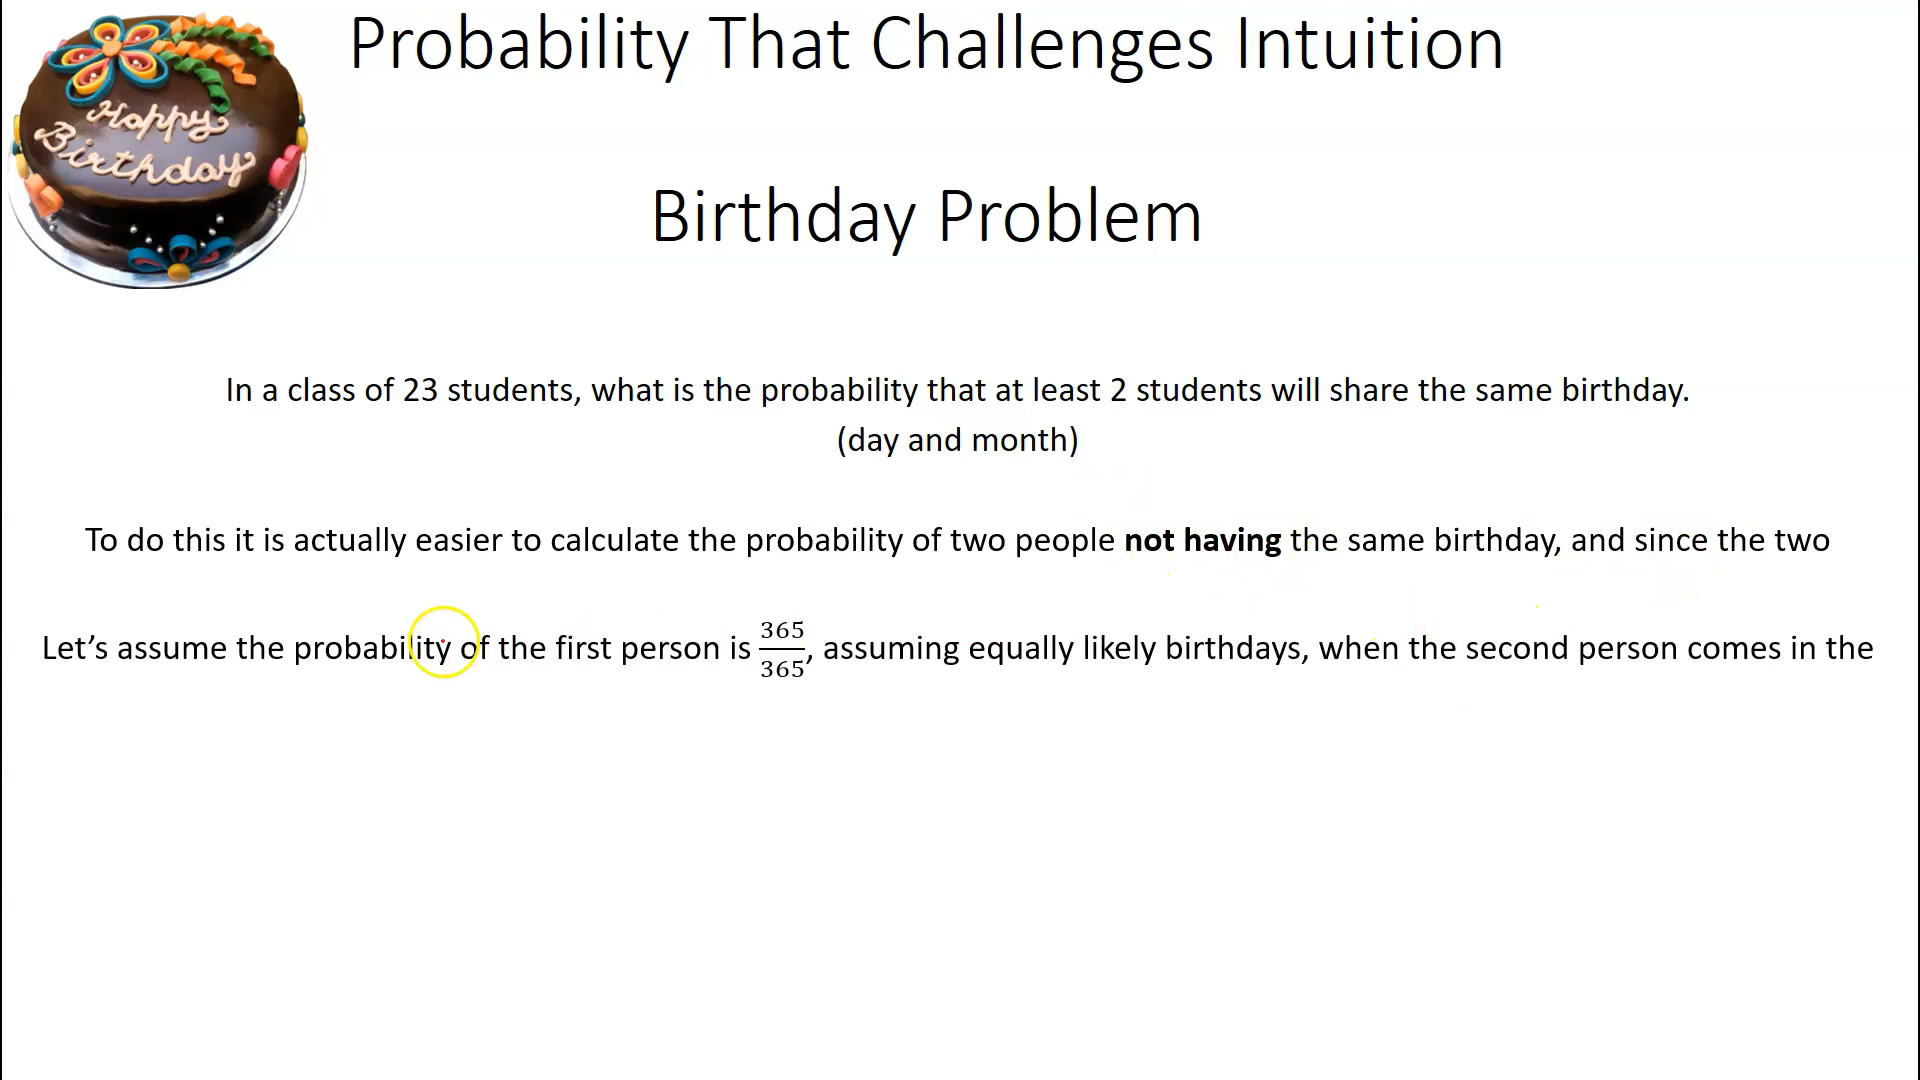 Probability That Challenges Intuition
Happy
Birthday
Birthday Problem
In a class of 23 students, what is the probability that at least 2 students will share the same birthday.
(day and month)
To do this it is actually easier to calculate the probability of two people not having the same birthday, and since the two
Let’s assume the probability of the first person is 365/365, assuming equally likely birthdays, when the second person comes in the